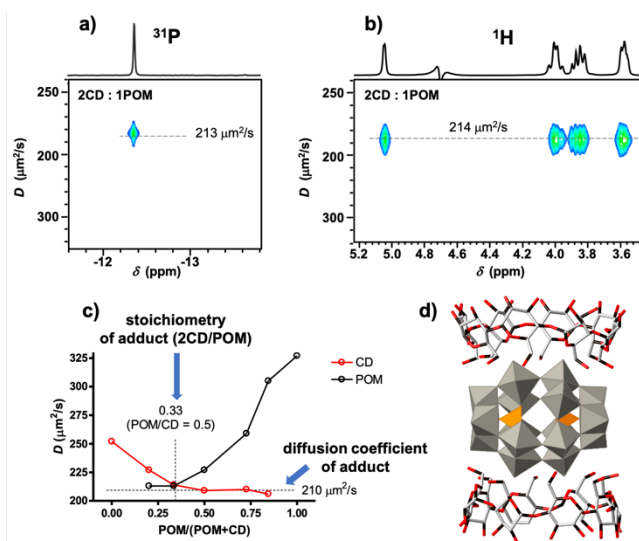 a)
³¹P
2CD : 1POM
213 μm²/s
250
200
300
D (μm²/s)
-12
-13
δ (ppm)
b)
¹H
2CD : 1POM
214 μm²/s
250
200
300
D (μm²/s)
5.2 5.0 4.8 4.6 4.4 4.2 4.0 3.8 3.6
δ (ppm)
c)
stoichiometry
of adduct (2CD/POM)
325
300
275
250
225
200
D (μm²/s)
0.33
(POM/CD = 0.5)
CD
POM
diffusion coefficient
of adduct
210 μm²/s
0.00 0.25 0.50 0.75 1.00
POM/(POM+CD)
d)